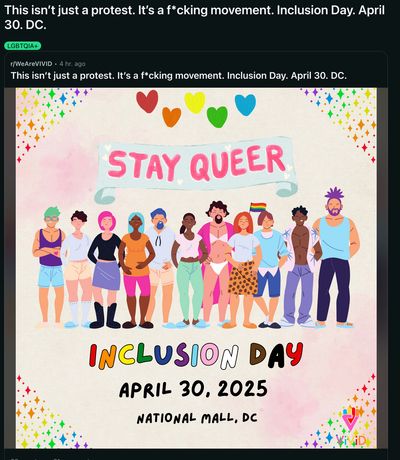 This isn’t just a protest. It’s a f*cking movement. Inclusion Day. April
30. DC.
LGBTQIA+
r/WeAreVIVID • 4 hr. ago
This isn’t just a protest. It’s a f*cking movement. Inclusion Day. April 30. DC.
STAY QUEER
INCLUSION DAY
APRIL 30, 2025
NATIONAL MALL, DC
ViViD